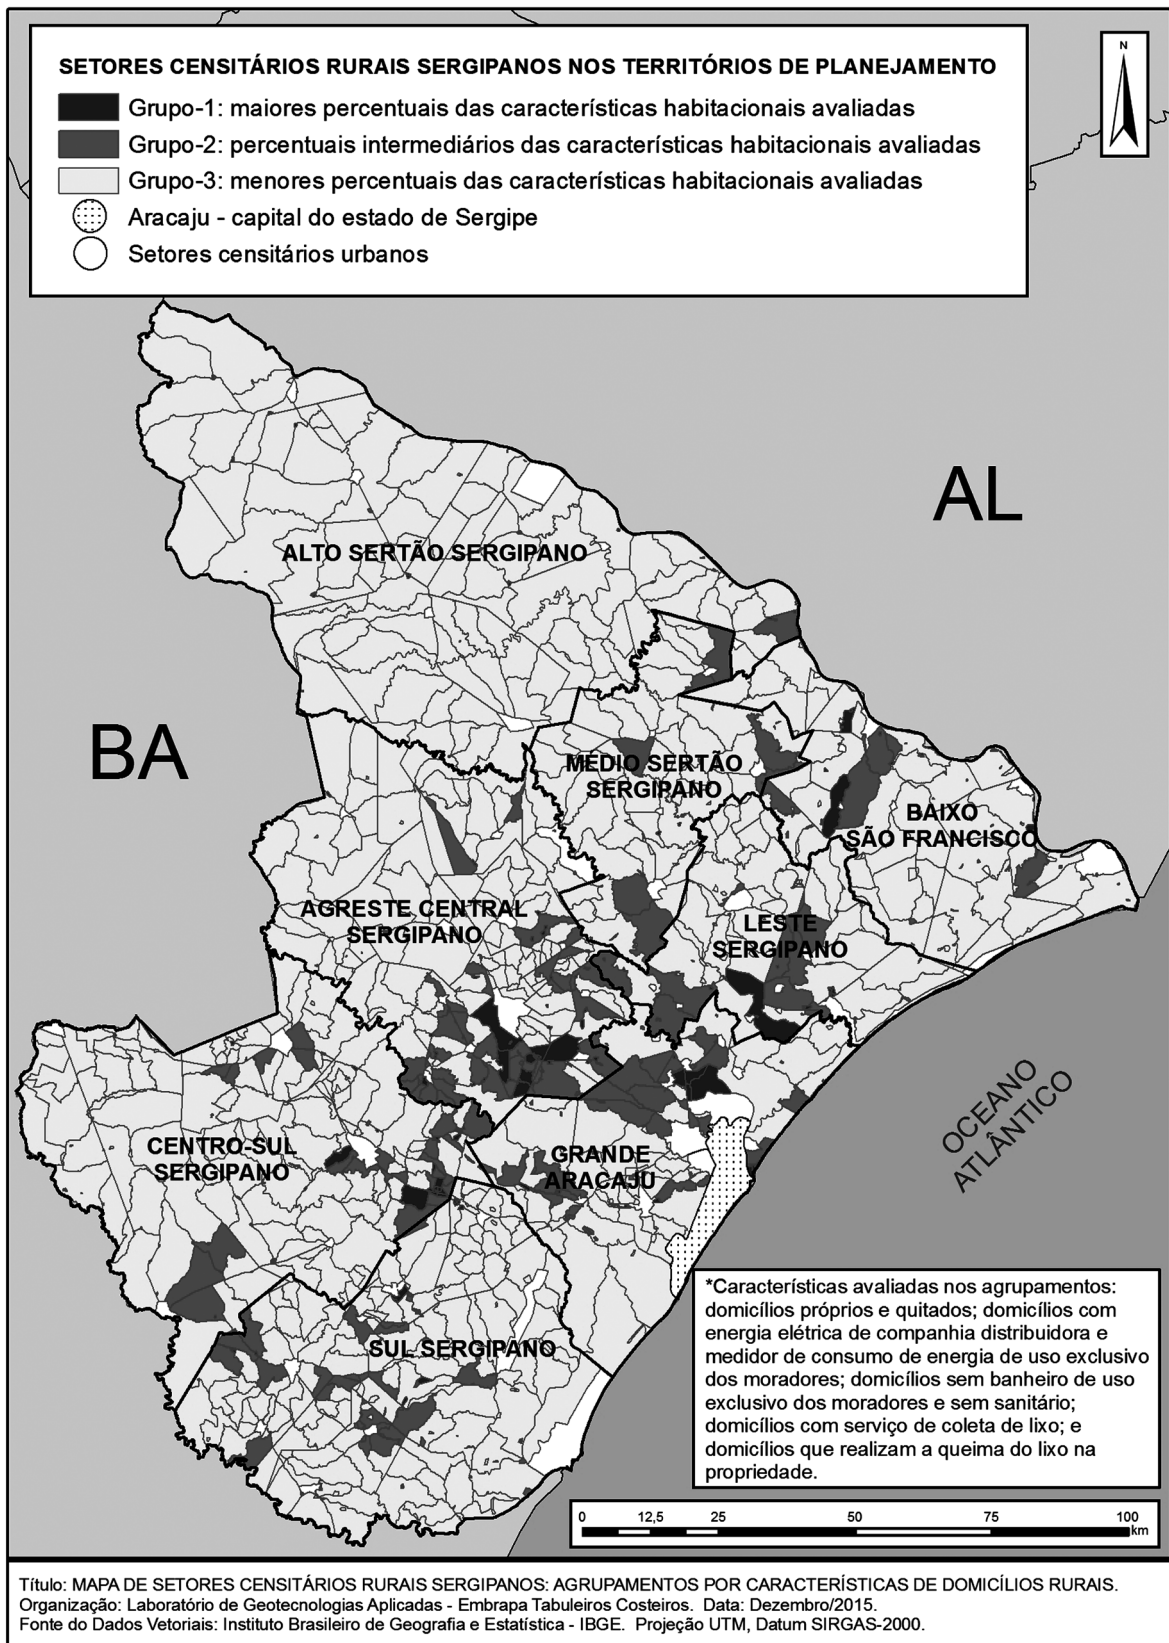 SETORES CENSITÁRIOS RURAIS SERGIPANOS NOS TERRITÓRIOS DE PLANEJAMENTO
Grupo-1: maiores percentuais das características habitacionais avaliadas
Grupo-2: percentuais intermediários das características habitacionais avaliadas
Grupo-3: menores percentuais das características habitacionais avaliadas
Aracaju - capital do estado de Sergipe
Setores censitários urbanos
N
AL
ALTO SERTÃO SERGIPANO
BA
MÉDIO SERTÃO
SERGIPANO
BAIXO
SÃO FRANCISCO
AGRESTE CENTRAL
SERGIPANO
LESTE
SERGIPANO
OCEANO
ATLÂNTICO
CENTRO-SUL
SERGIPANO
GRANDE
ARACAJU
SUL SERGIPANO
*Características avaliadas nos agrupamentos:
domicílios próprios e quitados; domicílios com
energia elétrica de companhia distribuidora e
medidor de consumo de energia de uso exclusivo
dos moradores; domicílios sem banheiro de uso
exclusivo dos moradores e sem sanitário;
domicílios com serviço de coleta de lixo; e
domicílios que realizam a queima do lixo na
propriedade.
0 12,5 25 50 75 100
km
Título: MAPA DE SETORES CENSITÁRIOS RURAIS SERGIPANOS: AGRUPAMENTOS POR CARACTERÍSTICAS DE DOMICÍLIOS RURAIS.
Organização: Laboratório de Geotecnologias Aplicadas - Embrapa Tabuleiros Costeiros. Data: Dezembro/2015.
Fonte do Dados Vetoriais: Instituto Brasileiro de Geografia e Estatística - IBGE. Projeção UTM, Datum SIRGAS-2000.